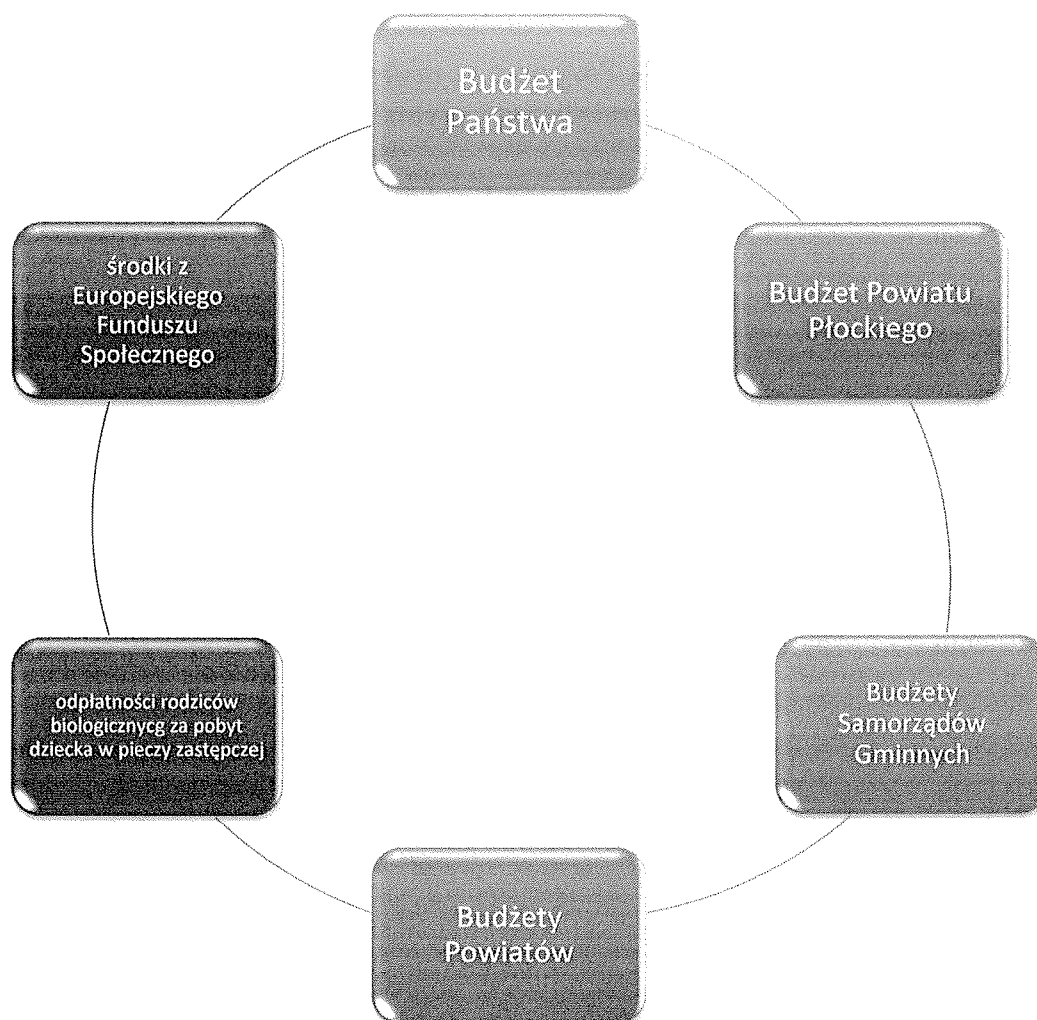 Budżet
Państwa
Budżet Powiatu
Płockiego
Budżety
Samorządów
Gminnych
Budżety
Powiatów
odpłatności rodziców
biologicznycg za pobyt
dziecka w pieczy zastępczej
środki z
Europejskiego
Funduszu
Społecznego